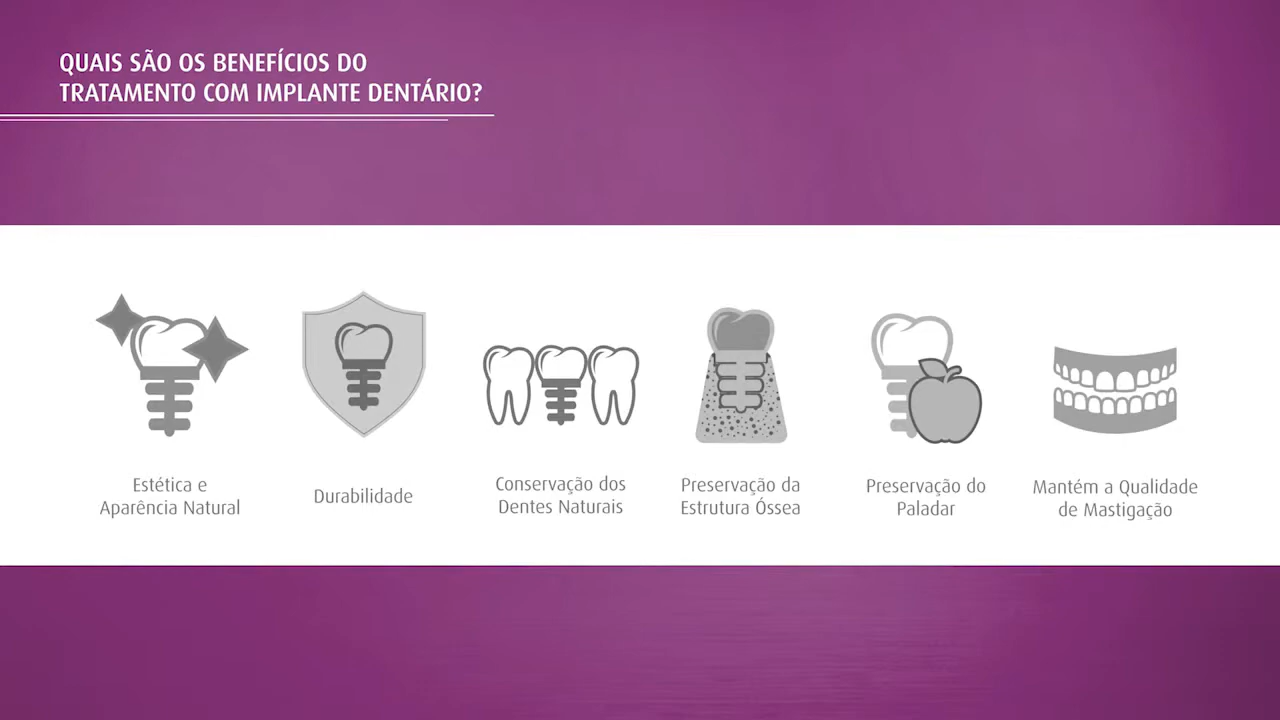 QUAIS SÃO OS BENEFÍCIOS DO
TRATAMENTO COM IMPLANTE DENTÁRIO?
Estética e
Aparência Natural
Durabilidade
Conservação dos
Dentes Naturais
Preservação da
Estrutura Óssea
Preservação do
Paladar
Mantém a Qualidade
de Mastigação